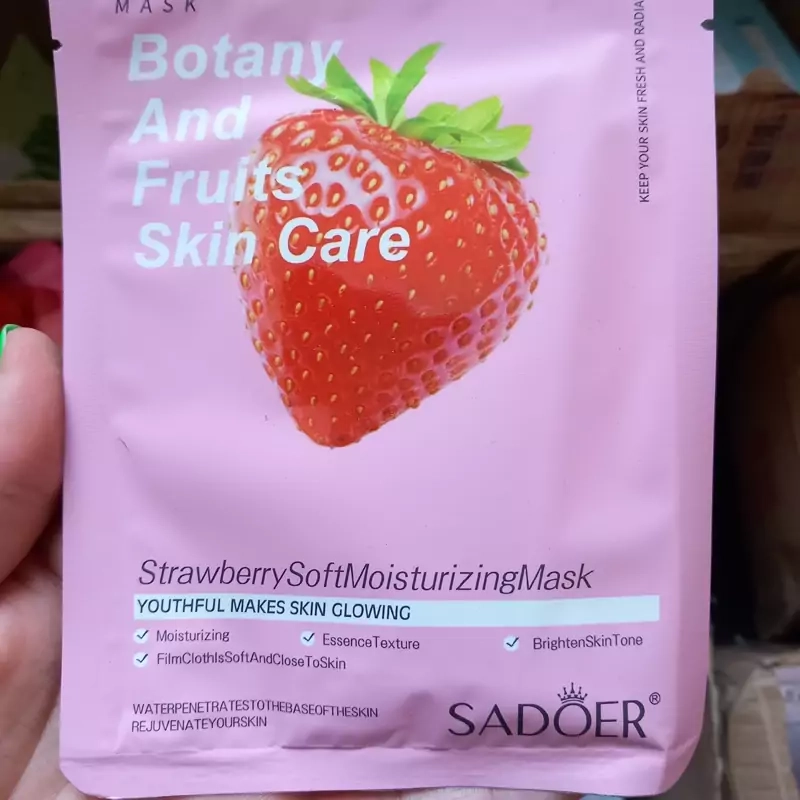 MASK
Botany
And
Fruits
Skin Care
KEEP YOUR SKIN FRESH AND
StrawberrySoftMoisturizingMask
YOUTHFUL MAKES SKIN GLOWING
Moisturizing
EssenceTexture
BrightenSkinTone
FilmClothIsSoftAndCloseToSkin
WATERPENETRATESTOTHEBASEOFTHESKIN
REJUVENATEYOURSKIN
SADOER®